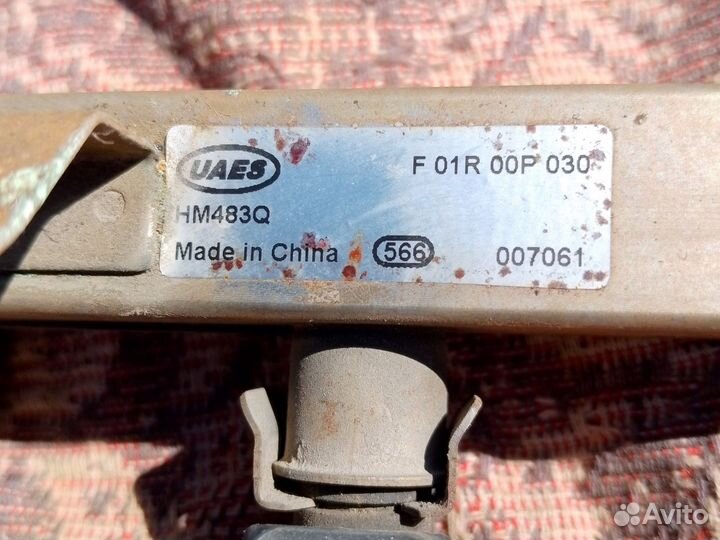 UAES F 01R 00P 030
HM483Q
Made in China 566 007061
Avito